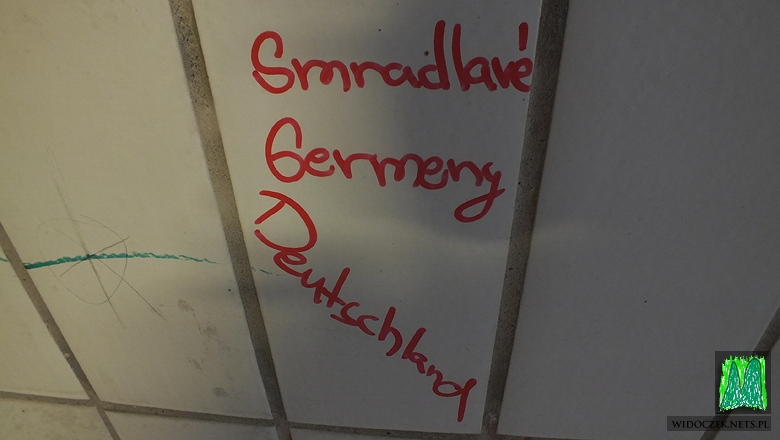 Smradlavé
Germeny
Deutschland
WIDOCZEK.NETS.PL